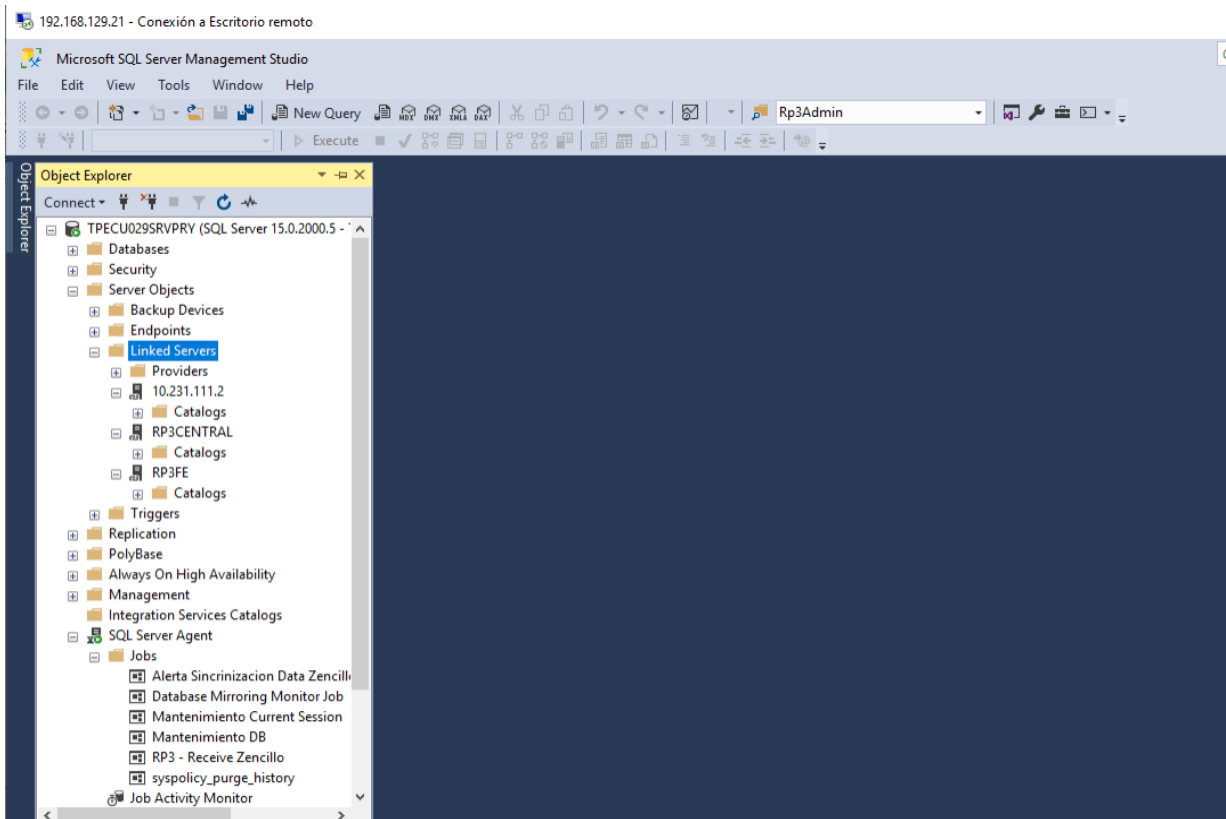 192.168.129.21 - Conexión a Escritorio remoto
Microsoft SQL Server Management Studio
File Edit View Tools Window Help
New Query MDX DMX XMLA DAX Rp3Admin
Execute
Object Explorer
Object Explorer
Connect
TPECU029SRVPRY (SQL Server 15.0.2000.5 -
Databases
Security
Server Objects
Backup Devices
Endpoints
Linked Servers
Providers
10.231.111.2
Catalogs
RP3CENTRAL
Catalogs
RP3FE
Catalogs
Triggers
Replication
PolyBase
Always On High Availability
Management
Integration Services Catalogs
SQL Server Agent
Jobs
Alerta Sincrinizacion Data Zencill
Database Mirroring Monitor Job
Mantenimiento Current Session
Mantenimiento DB
RP3 - Receive Zencillo
syspolicy_purge_history
Job Activity Monitor